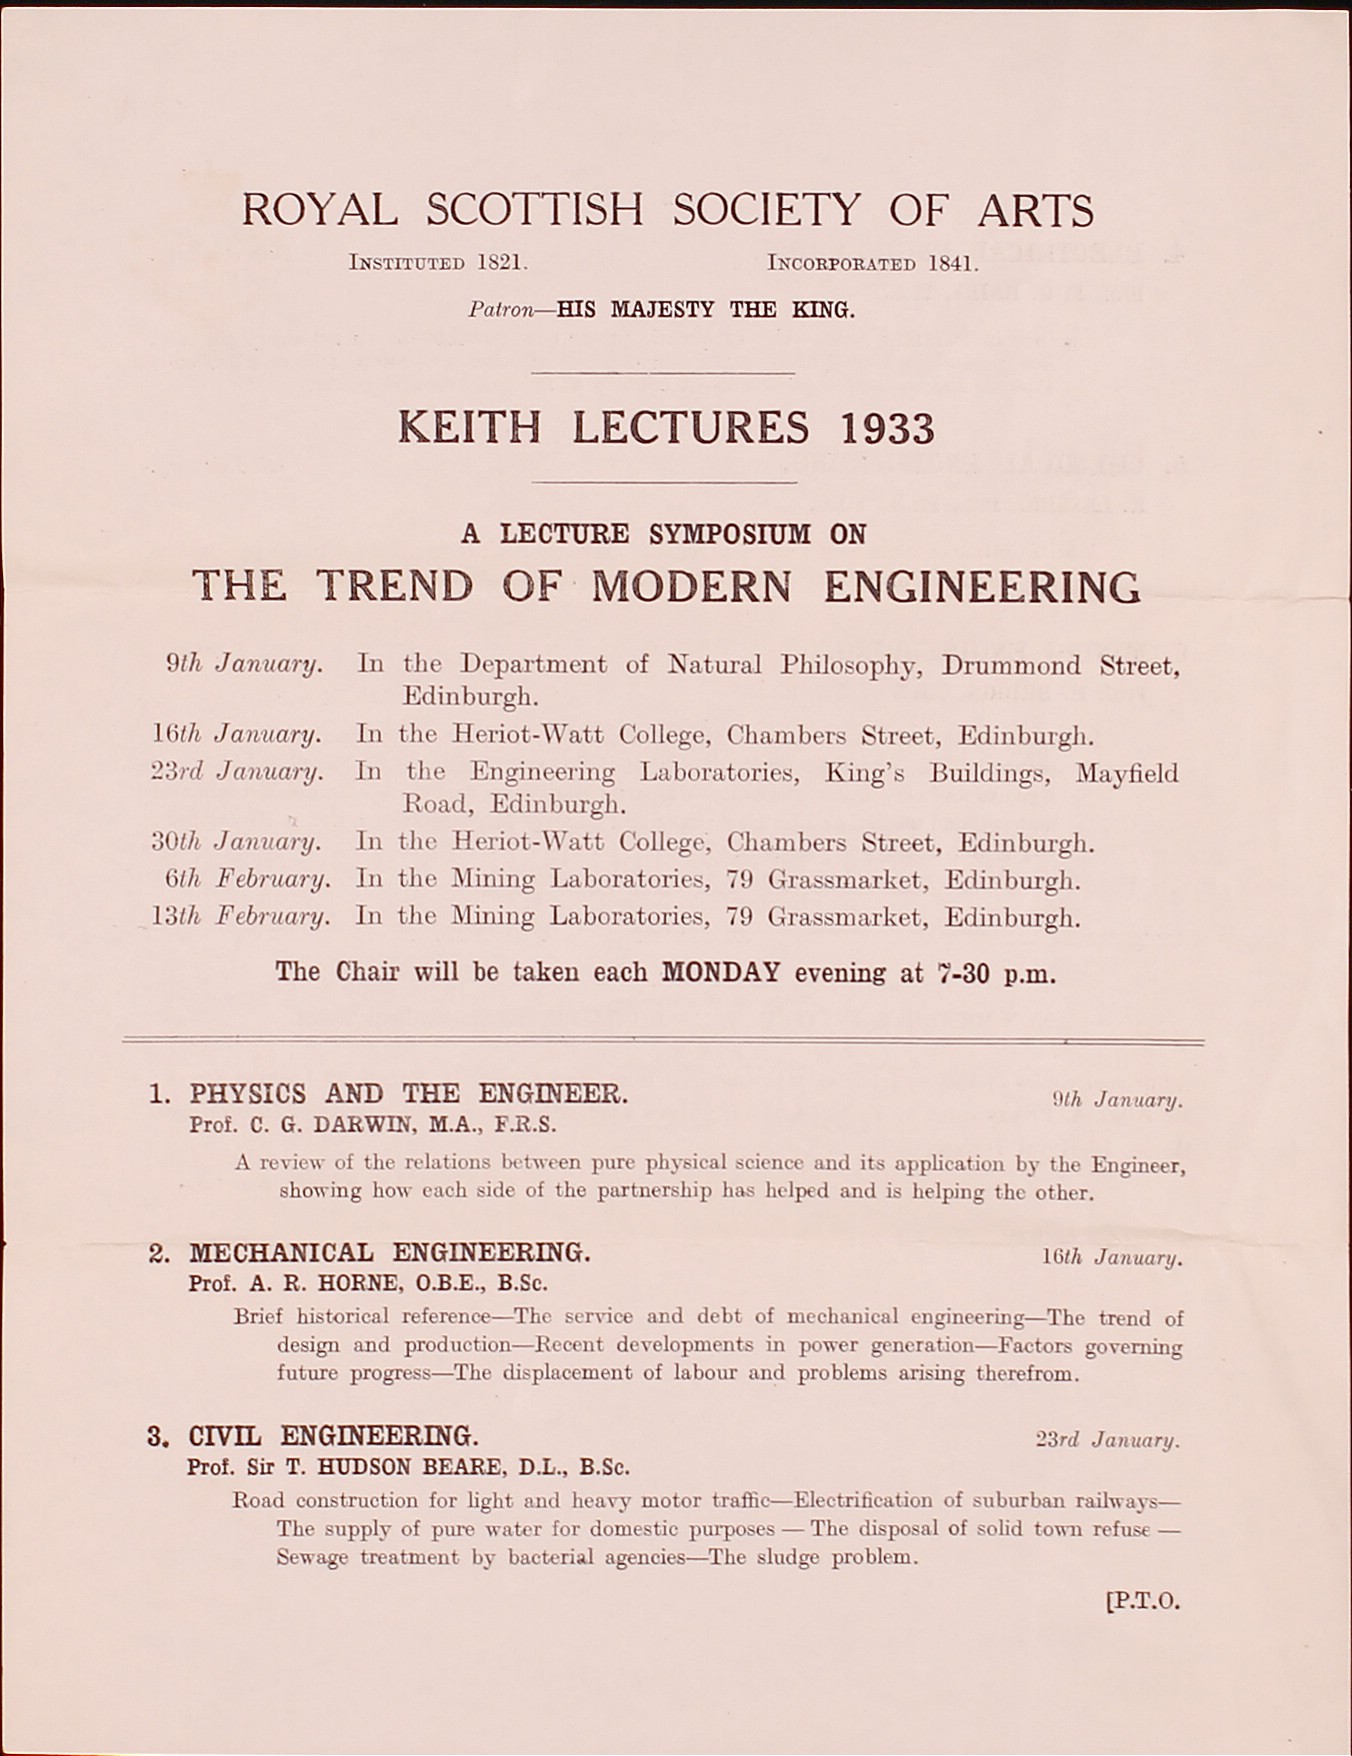 ROYAL SCOTTISH SOCIETY OF ARTS
INSTITUTED 1821. INCORPORATED 1841.
Patron—HIS MAJESTY THE KING.
KEITH LECTURES 1933
A LECTURE SYMPOSIUM ON
THE TREND OF MODERN ENGINEERING
9th January. In the Department of Natural Philosophy, Drummond Street,
Edinburgh.
16th January. In the Heriot-Watt College, Chambers Street, Edinburgh.
23rd January. In the Engineering Laboratories, King's Buildings, Mayfield
Road, Edinburgh.
30th January. In the Heriot-Watt College, Chambers Street, Edinburgh.
6th February. In the Mining Laboratories, 79 Grassmarket, Edinburgh.
13th February. In the Mining Laboratories, 79 Grassmarket, Edinburgh.
The Chair will be taken each MONDAY evening at 7-30 p.m.
1. PHYSICS AND THE ENGINEER. 9th January.
Prof. C. G. DARWIN, M.A., F.R.S.
A review of the relations between pure physical science and its application by the Engineer,
showing how each side of the partnership has helped and is helping the other.
2. MECHANICAL ENGINEERING. 16th January.
Prof. A. R. HORNE, O.B.E., B.Sc.
Brief historical reference—The service and debt of mechanical engineering—The trend of
design and production—Recent developments in power generation—Factors governing
future progress—The displacement of labour and problems arising therefrom.
3. CIVIL ENGINEERING. 23rd January.
Prof. Sir T. HUDSON BEARE, D.L., B.Sc.
Road construction for light and heavy motor traffic—Electrification of suburban railways—
The supply of pure water for domestic purposes — The disposal of solid town refuse —
Sewage treatment by bacterial agencies—The sludge problem.
[P.T.O.